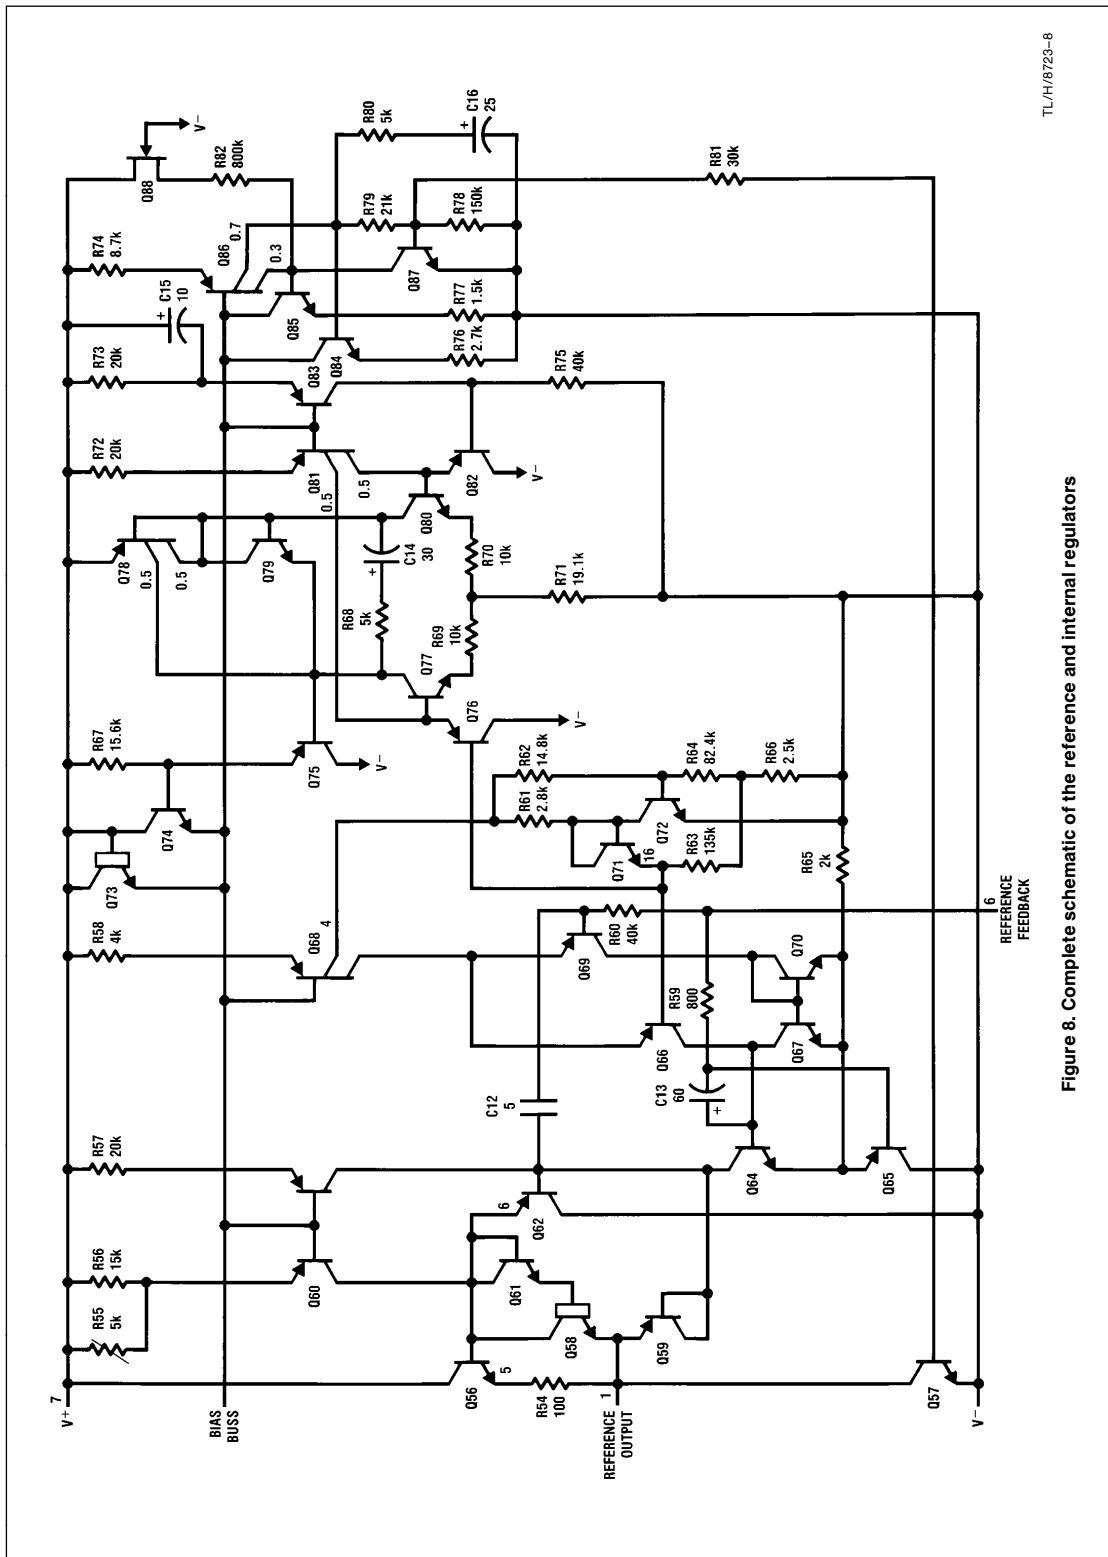 V+ 7
BIAS
BUSS
REFERENCE
OUTPUT
1
V−
R55
5k
R56
15k
R57
20k
R58
4k
R67
15.6k
R72
20k
R73
20k
C15
+
10
R74
8.7k
Q88
V−
R82
800k
Q73
Q74
Q75
V−
Q78
0.5
0.5
Q79
Q60
Q68
4
Q81
0.5
0.5
Q83
Q84
Q85
Q86
0.7
0.3
Q56
5
R54
100
Q61
Q58
Q59
Q62
6
C12
5
R68
5k
+
C14
30
Q77
Q76
V−
Q80
R69
10k
R70
10k
Q82
V−
R71
19.1k
R75
40k
R76
2.7k
R77
1.5k
Q87
R79
21k
R78
150k
R80
5k
+
C16
25
R81
30k
Q69
R60
40k
R59
800
Q66
C13
60
+
Q64
Q65
Q67
Q70
R61
2.8k
R62
14.8k
Q71
16
Q72
R63
135k
R64
82.4k
R66
2.5k
R65
2k
Q57
6
REFERENCE
FEEDBACK
TL/H/8723–8
Figure 8. Complete schematic of the reference and internal regulators